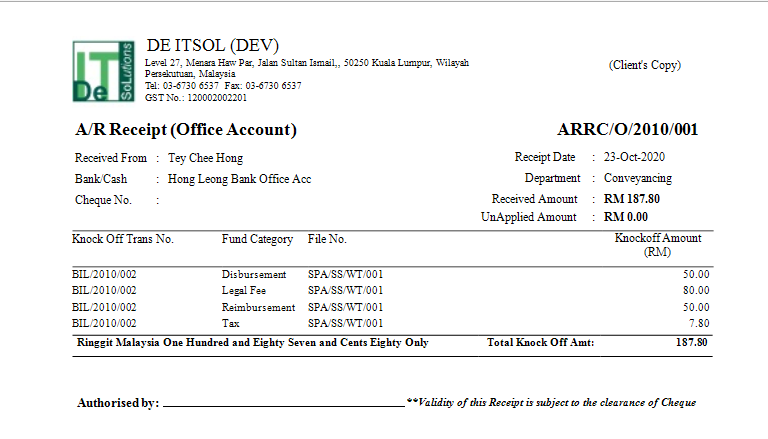 IT
De
Solutions
DE ITSOL (DEV)
Level 27, Menara Haw Par, Jalan Sultan Ismail,, 50250 Kuala Lumpur, Wilayah
Persekutuan, Malaysia
Tel: 03-6730 6537 Fax: 03-6730 6537
GST No.: 120002002201
(Client's Copy)
A/R Receipt (Office Account) ARRC/O/2010/001
Received From : Tey Chee Hong Receipt Date : 23-Oct-2020
Bank/Cash : Hong Leong Bank Office Acc Department : Conveyancing
Cheque No. : Received Amount : RM 187.80
UnApplied Amount : RM 0.00
Knock Off Trans No. Fund Category File No. Knockoff Amount
(RM)
BIL/2010/002 Disbursement SPA/SS/WT/001 50.00
BIL/2010/002 Legal Fee SPA/SS/WT/001 80.00
BIL/2010/002 Reimbursement SPA/SS/WT/001 50.00
BIL/2010/002 Tax SPA/SS/WT/001 7.80
Ringgit Malaysia One Hundred and Eighty Seven and Cents Eighty Only Total Knock Off Amt: 187.80
Authorised by: **Validity of this Receipt is subject to the clearance of Cheque